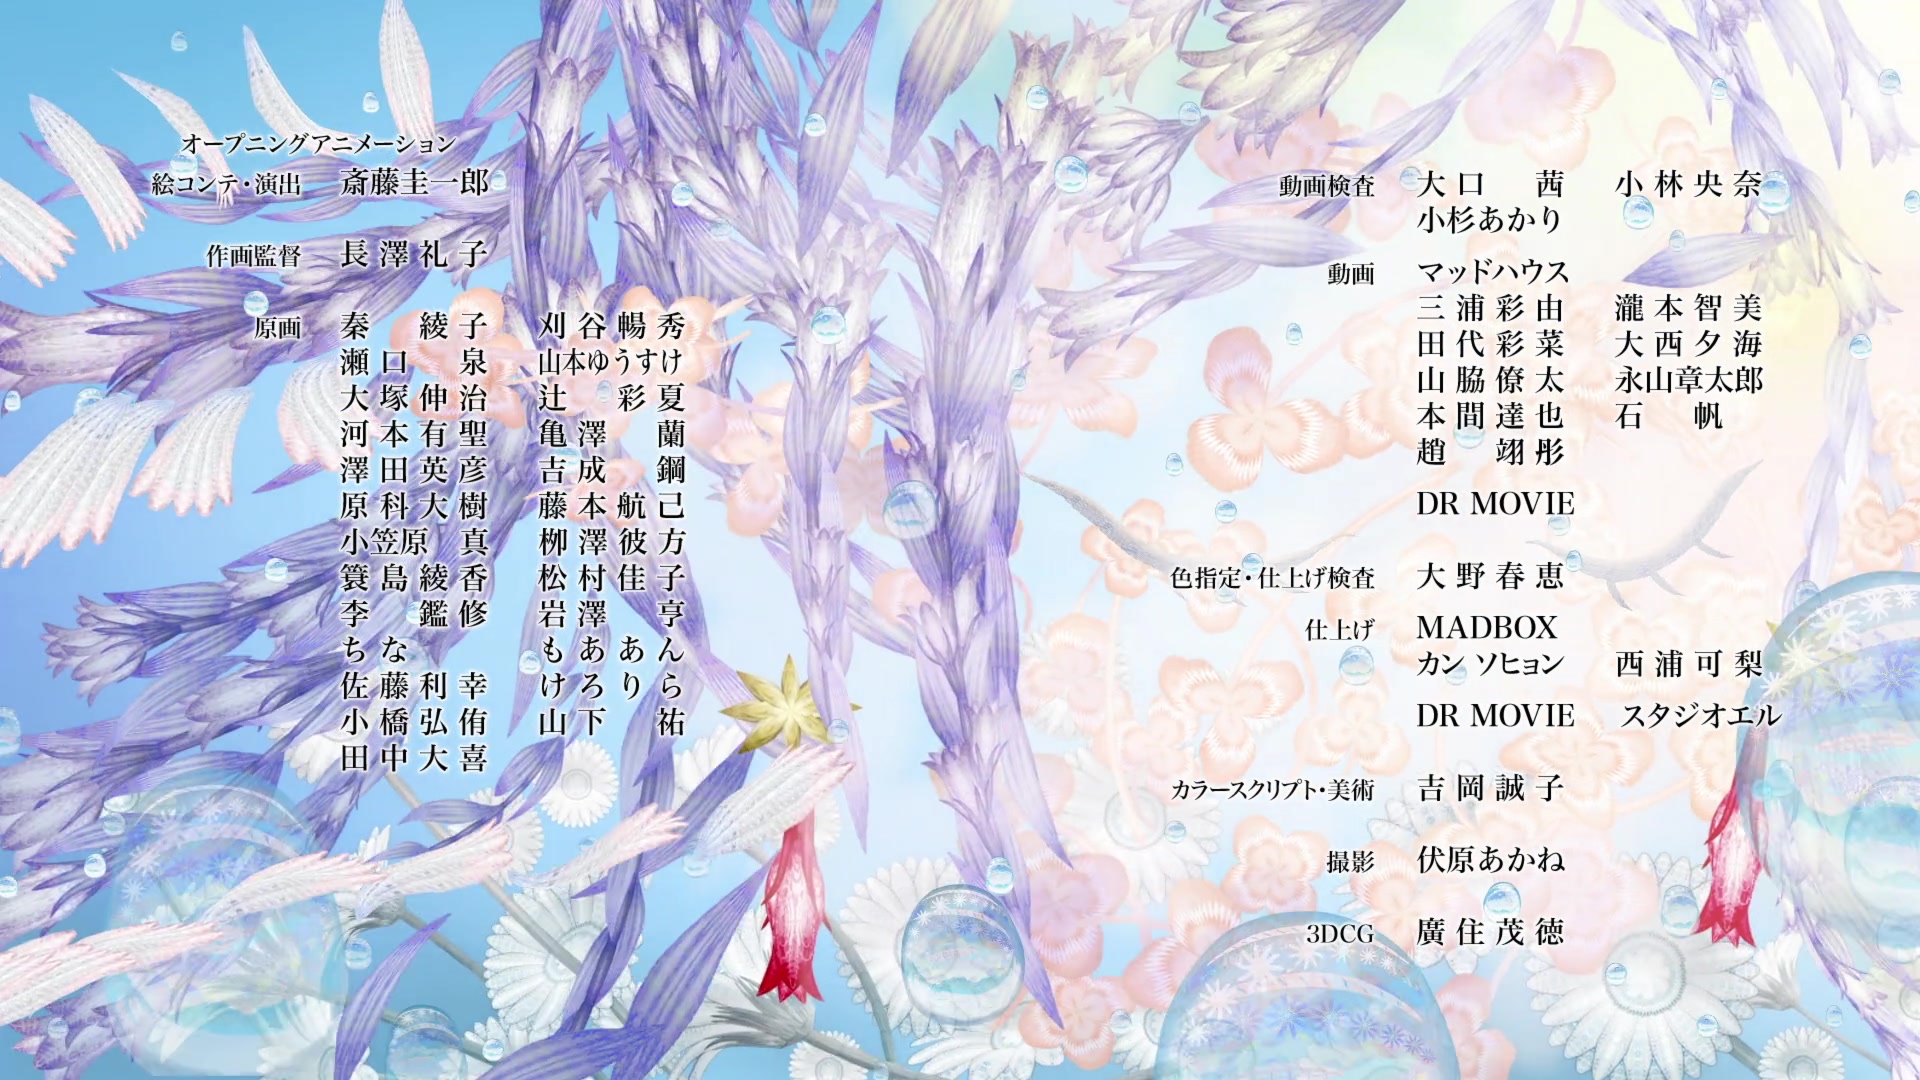 オープニングアニメーション
絵コンテ・演出 斎藤圭一郎
作画監督 長澤礼子
原画 秦綾子 刈谷暢秀
瀬口泉 山本ゆうすけ
大塚伸治 辻彩夏
河本有聖 亀澤蘭
澤田英彦 吉成鋼
原科大樹 藤本航己
小笠原真 栁澤彼方
簑島綾香 松村佳子
李鑑修 岩澤亨
ちな もああん
佐藤利幸 けろりら
小橋弘侑 山下祐
田中大喜
動画検査 大口茜 小林央奈
小杉あかり
動画 マッドハウス
三浦彩由 瀧本智美
田代彩菜 大西夕海
山脇僚太 永山章太郎
本間達也 石帆
趙翊彤
DR MOVIE
色指定・仕上げ検査 大野春恵
仕上げ MADBOX
カン ソヒョン 西浦可梨
DR MOVIE スタジオエル
カラースクリプト・美術 吉岡誠子
撮影 伏原あかね
3DCG 廣住茂徳